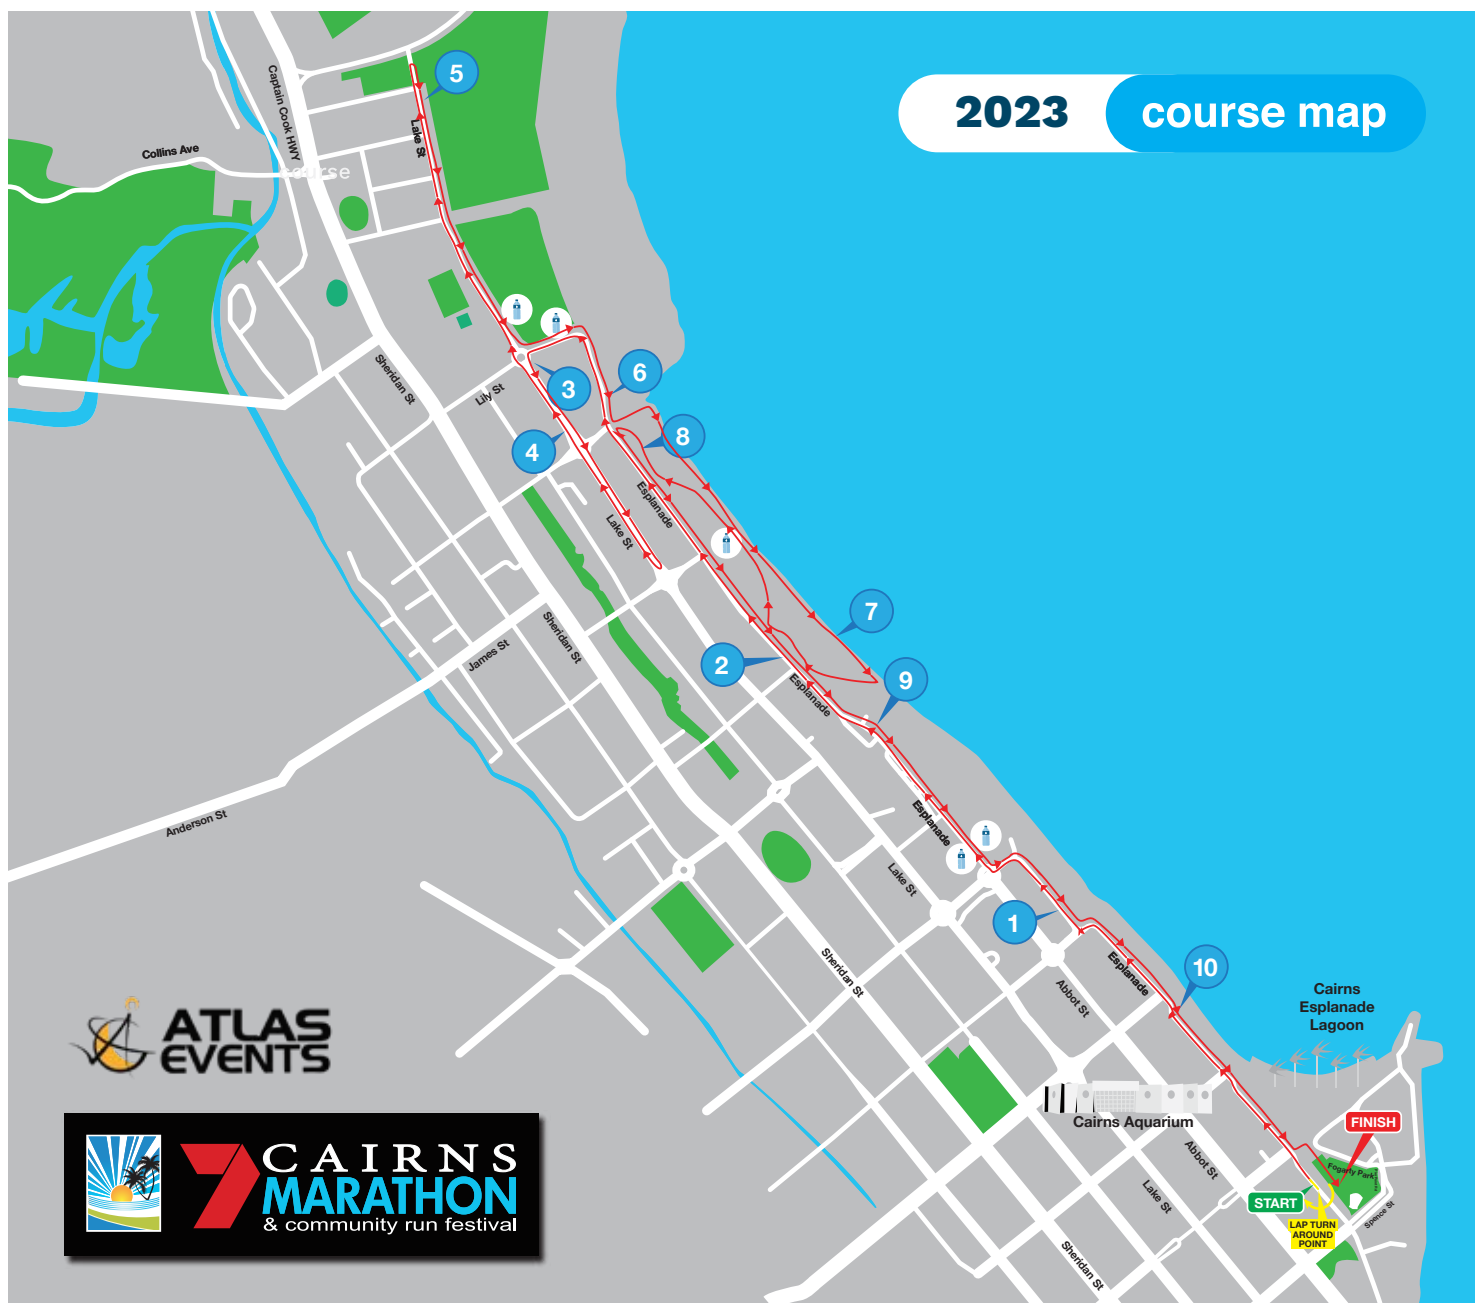 2023 course map
5
Captain Cook HWY
Collins Ave
course
Lake St
6
3
8
4
Sheridan St
Lily St
Esplanade
Lake St
7
2
9
Sheridan St
James St
Esplanade
Anderson St
Esplanade
Lake St
1
10
Sheridan St
Esplanade
Abbot St
Cairns
Esplanade
Lagoon
ATLAS
EVENTS
Cairns Aquarium
FINISH
Abbot St
Fogarty Park
START
Lake St
Spence St
LAP TURN
AROUND
POINT
Sheridan St
7 CAIRNS
MARATHON
& community run festival